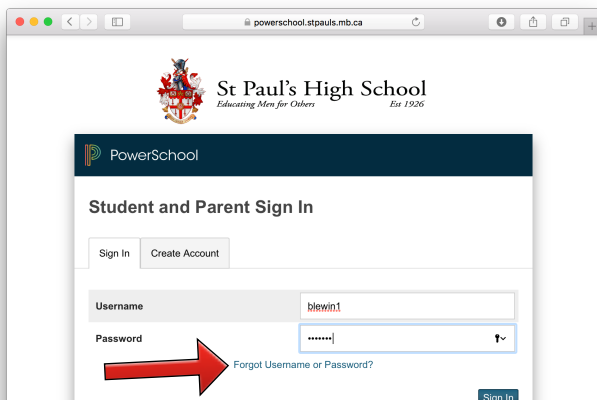 powerschool.stpauls.mb.ca
St Paul's High School
Educating Men for Others Est 1926
PowerSchool
Student and Parent Sign In
Sign In Create Account
Username blewin1
Password •••••••
Forgot Username or Password?
Sign In